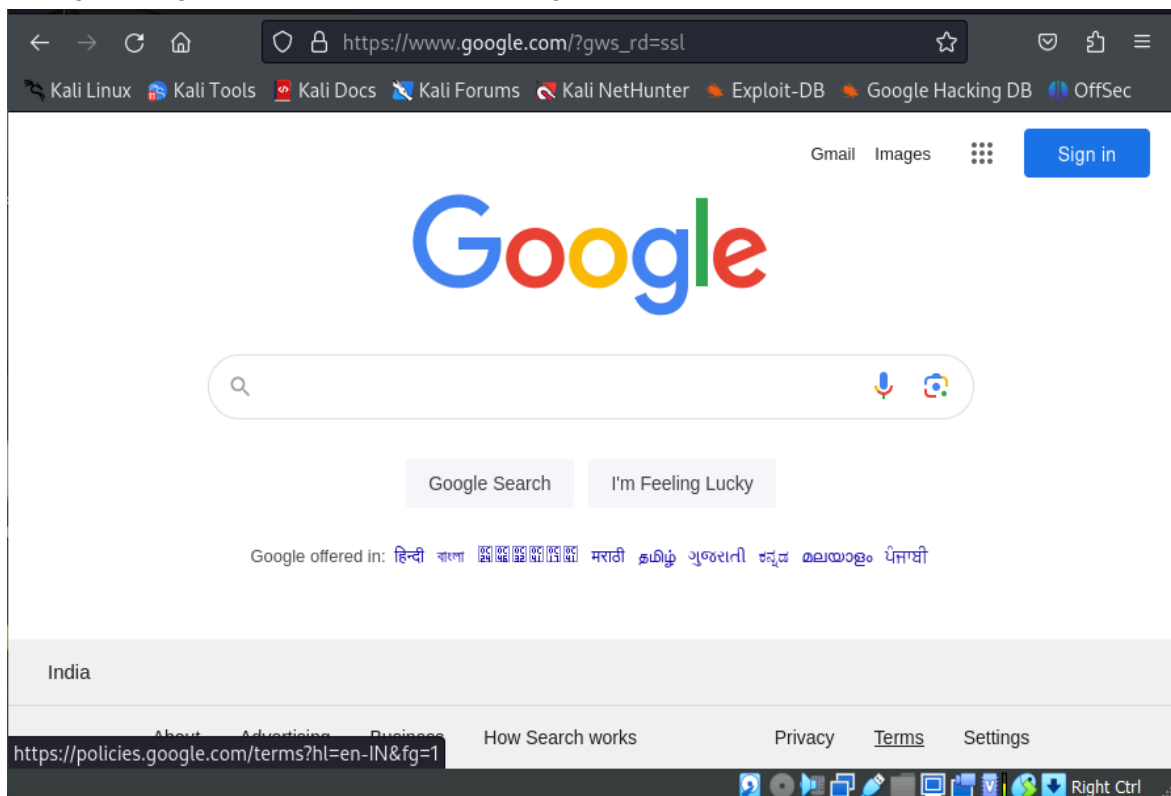 https://www.google.com/?gws_rd=ssl
Kali Linux Kali Tools Kali Docs Kali Forums Kali NetHunter Exploit-DB Google Hacking DB OffSec
Gmail Images Sign in
Google
Google Search I'm Feeling Lucky
Google offered in: हिन्दी বাংলা मराठी தமிழ் ગુજરાતી ಕನ್ನಡ മലയാളം ਪੰਜਾਬੀ
India
About Advertising Business How Search works Privacy Terms Settings
https://policies.google.com/terms?hl=en-IN&fg=1
Right Ctrl